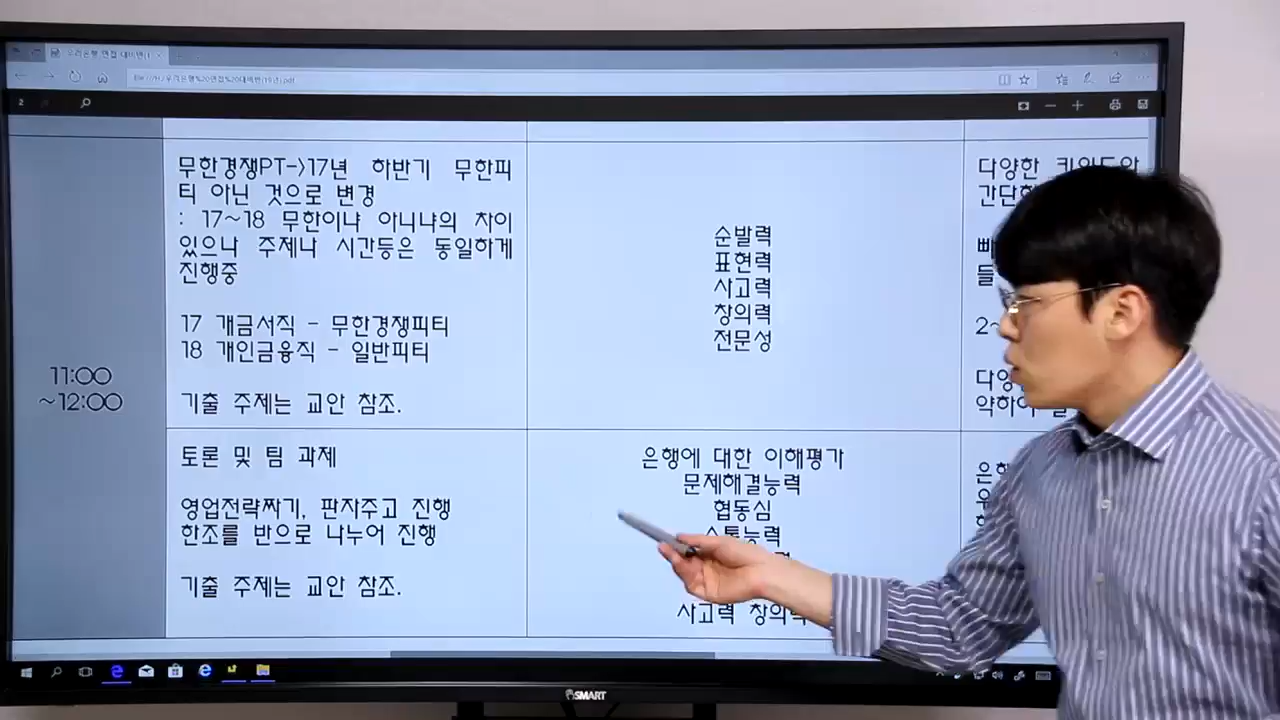 2
무한경쟁PT->17년 하반기 무한피
티 아닌 것으로 변경
: 17~18 무한이냐 아니냐의 차이
있으나 주제나 시간등은 동일하게
진행중
17 개금서직 - 무한경쟁피티
18 개인금융직 - 일반피티
기출 주제는 교안 참조.
순발력
표현력
사고력
창의력
전문성
다양한
간단한
11:00
~12:00
토론 및 팀 과제
영업전략짜기, 판자주고 진행
한조를 반으로 나누어 진행
기출 주제는 교안 참조.
은행에 대한 이해평가
문제해결능력
협동심
소통능력
사고력 창의력
SMART